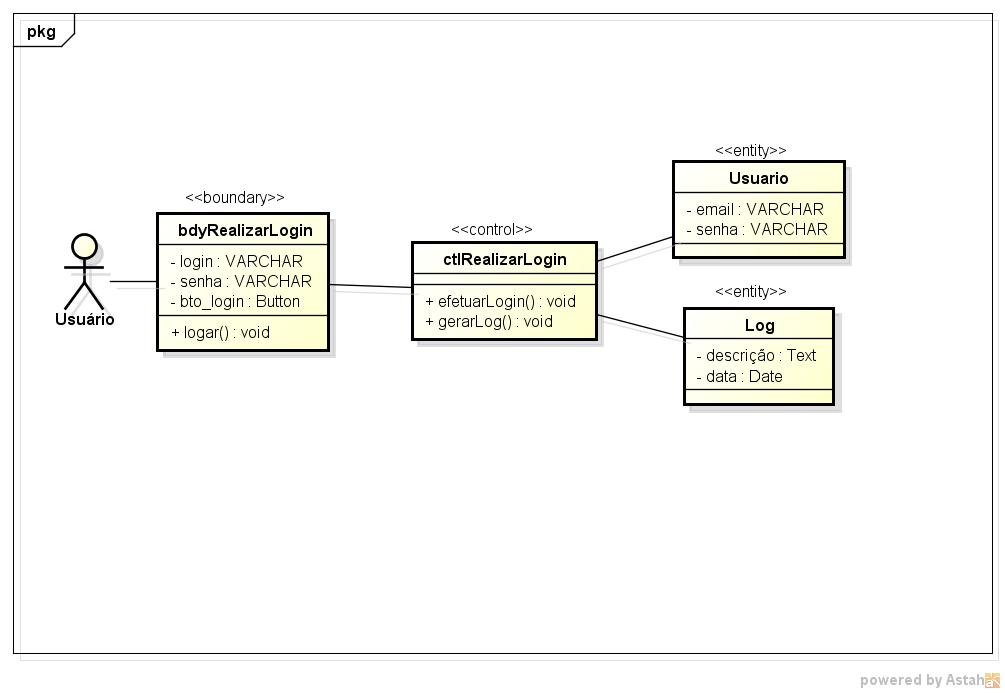 pkg
<<boundary>>
bdyRealizarLogin
- login : VARCHAR
- senha : VARCHAR
- bto_login : Button
+ logar() : void
Usuário
<<control>>
ctlRealizarLogin
+ efetuarLogin() : void
+ gerarLog() : void
<<entity>>
Usuario
- email : VARCHAR
- senha : VARCHAR
<<entity>>
Log
- descrição : Text
- data : Date
powered by Astah